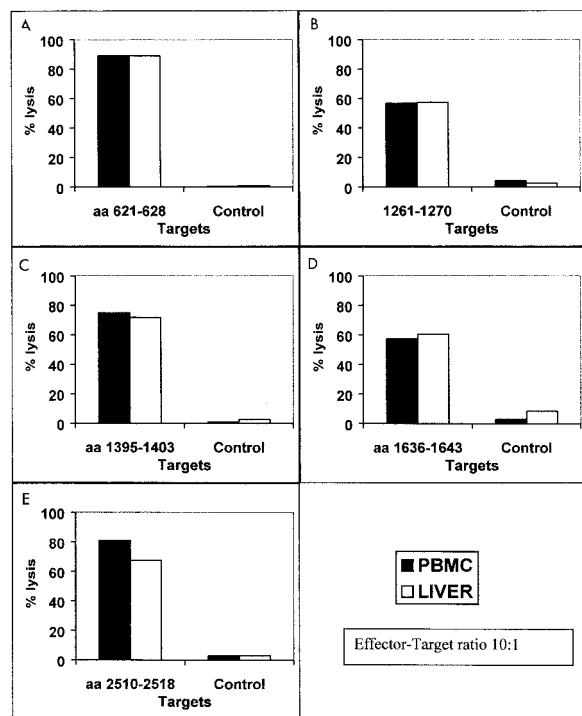 A
100
80
60
40
20
0
% lysis
aa 621-628 Control
Targets
B
100
80
60
40
20
0
% lysis
1261-1270 Control
Targets
C
100
80
60
40
20
0
% lysis
aa 1395-1403 Control
Targets
D
100
80
60
40
20
0
% lysis
aa 1636-1643 Control
Targets
E
100
80
60
40
20
0
% lysis
aa 2510-2518 Control
Targets
PBMC
LIVER
Effector-Target ratio 10:1